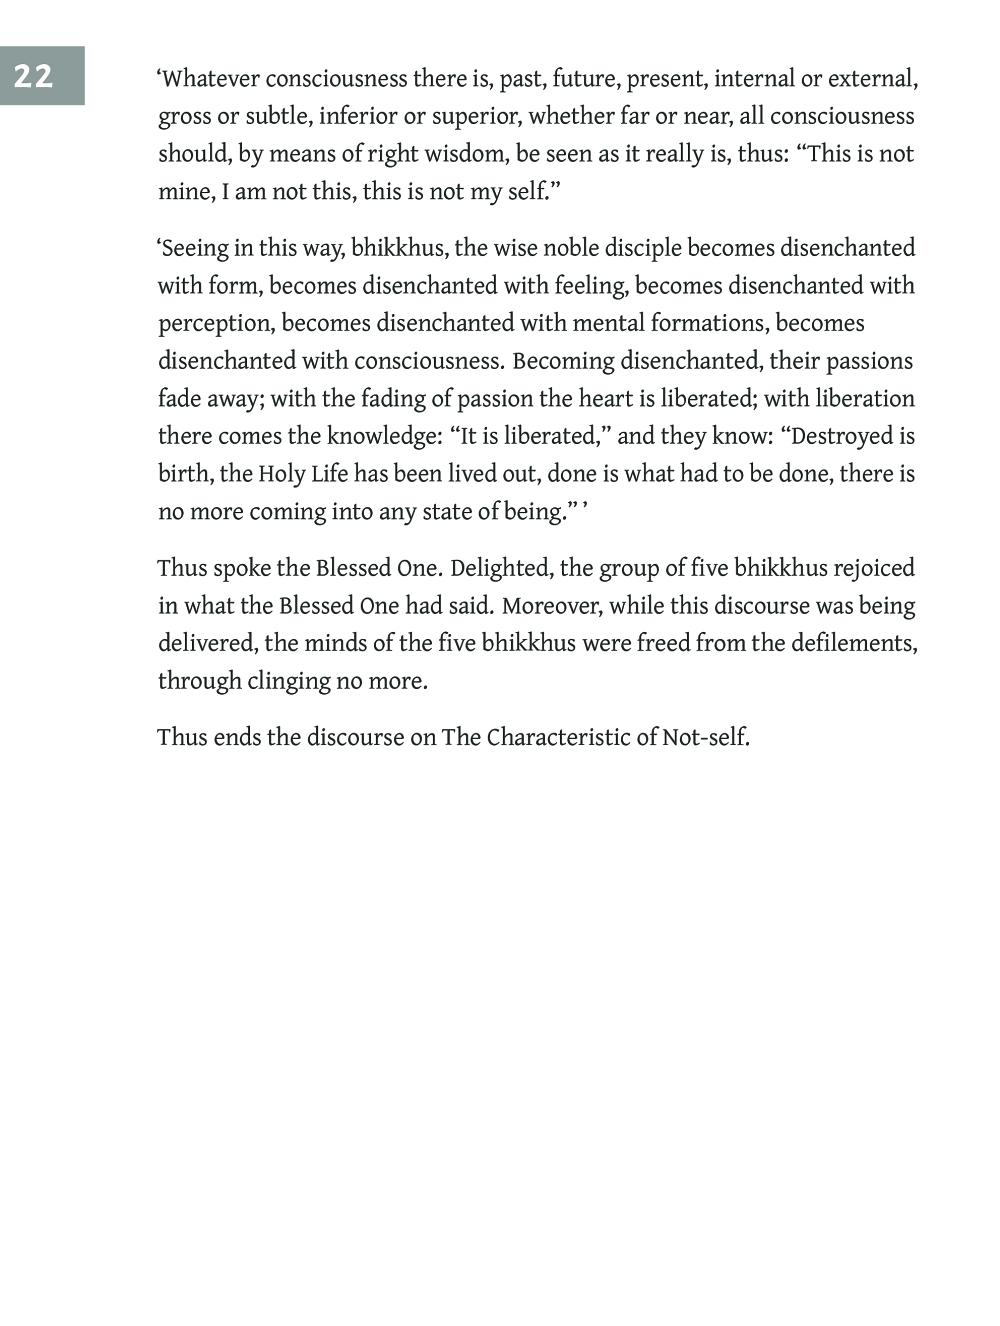 22
‘Whatever consciousness there is, past, future, present, internal or external,
gross or subtle, inferior or superior, whether far or near, all consciousness
should, by means of right wisdom, be seen as it really is, thus: “This is not
mine, I am not this, this is not my self.”
‘Seeing in this way, bhikkhus, the wise noble disciple becomes disenchanted
with form, becomes disenchanted with feeling, becomes disenchanted with
perception, becomes disenchanted with mental formations, becomes
disenchanted with consciousness. Becoming disenchanted, their passions
fade away; with the fading of passion the heart is liberated; with liberation
there comes the knowledge: “It is liberated,” and they know: “Destroyed is
birth, the Holy Life has been lived out, done is what had to be done, there is
no more coming into any state of being.” ’
Thus spoke the Blessed One. Delighted, the group of five bhikkhus rejoiced
in what the Blessed One had said. Moreover, while this discourse was being
delivered, the minds of the five bhikkhus were freed from the defilements,
through clinging no more.
Thus ends the discourse on The Characteristic of Not-self.